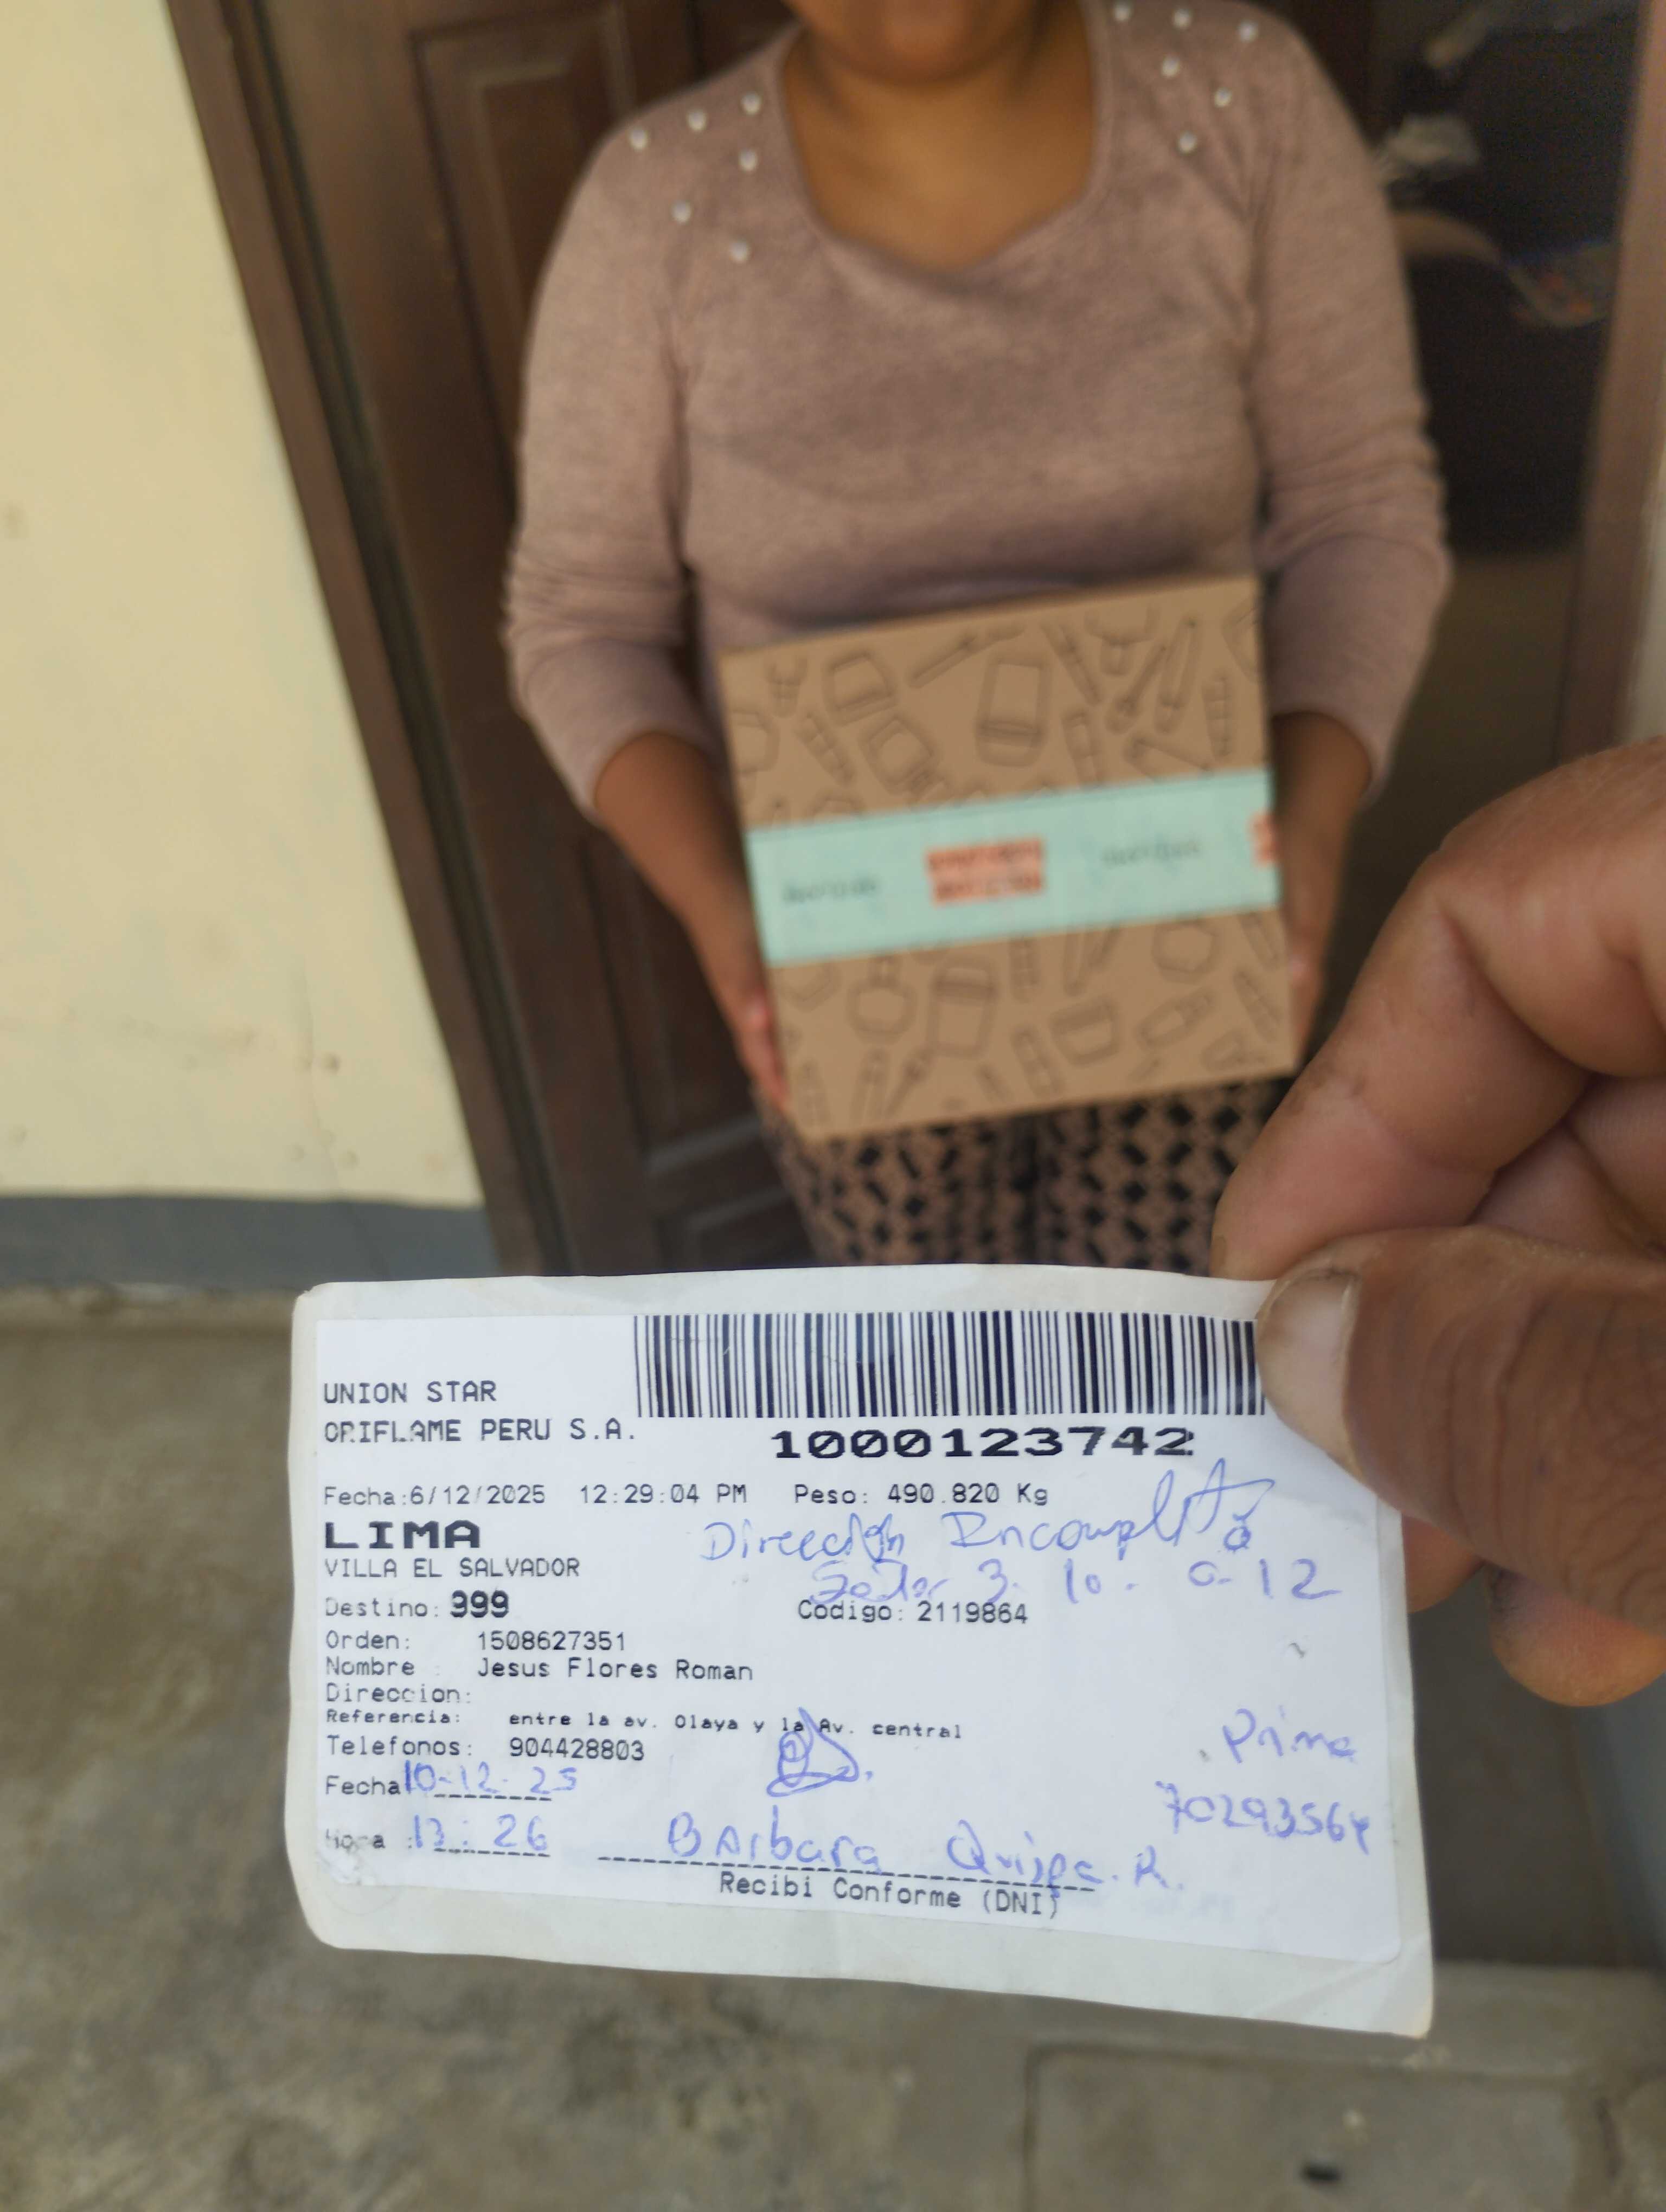 UNION STAR
ORIFLAME PERU S.A.
1000123742
Fecha:6/12/2025 12:29:04 PM Peso: 490.820 Kg
LIMA
Dirección Incompleta
VILLA EL SALVADOR
3. 10. 12
Destino: 999 Codigo: 2119864
Orden: 1508627351
Nombre : Jesus Flores Roman
Direccion:
Referencia: entre la av. Olaya y la Av. central
Prima
Telefonos: 904428803
Fecha 10-12-25
70293564
Hora : 13:26 Barbara Quispe. R.
Recibi Conforme (DNI)